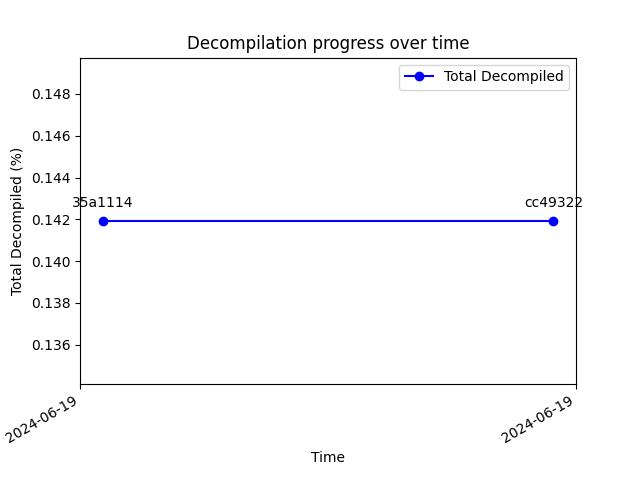 Decompilation progress over time
Total Decompiled
0.148
0.146
0.144
0.142
0.140
0.138
0.136
Total Decompiled (%)
35a1114
cc49322
2024-06-19
2024-06-19
Time